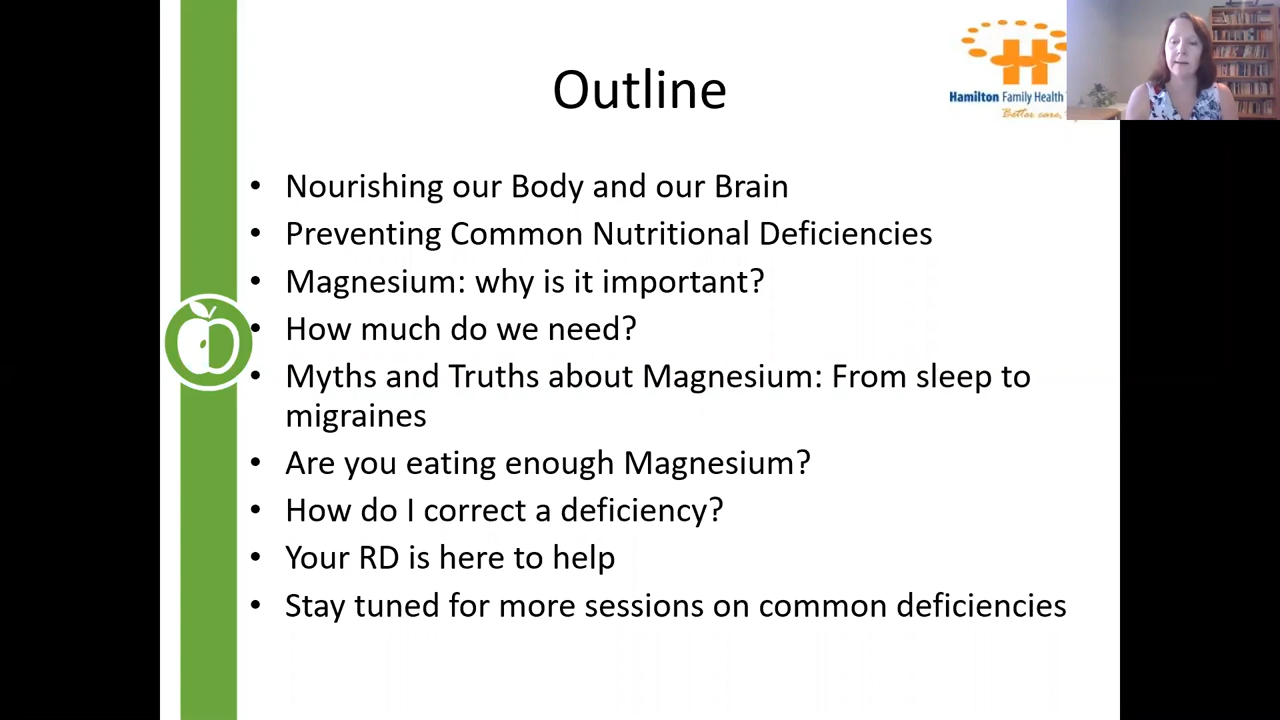 Outline
Hamilton Family Health
Better care,
• Nourishing our Body and our Brain
• Preventing Common Nutritional Deficiencies
• Magnesium: why is it important?
• How much do we need?
• Myths and Truths about Magnesium: From sleep to
migraines
• Are you eating enough Magnesium?
• How do I correct a deficiency?
• Your RD is here to help
• Stay tuned for more sessions on common deficiencies